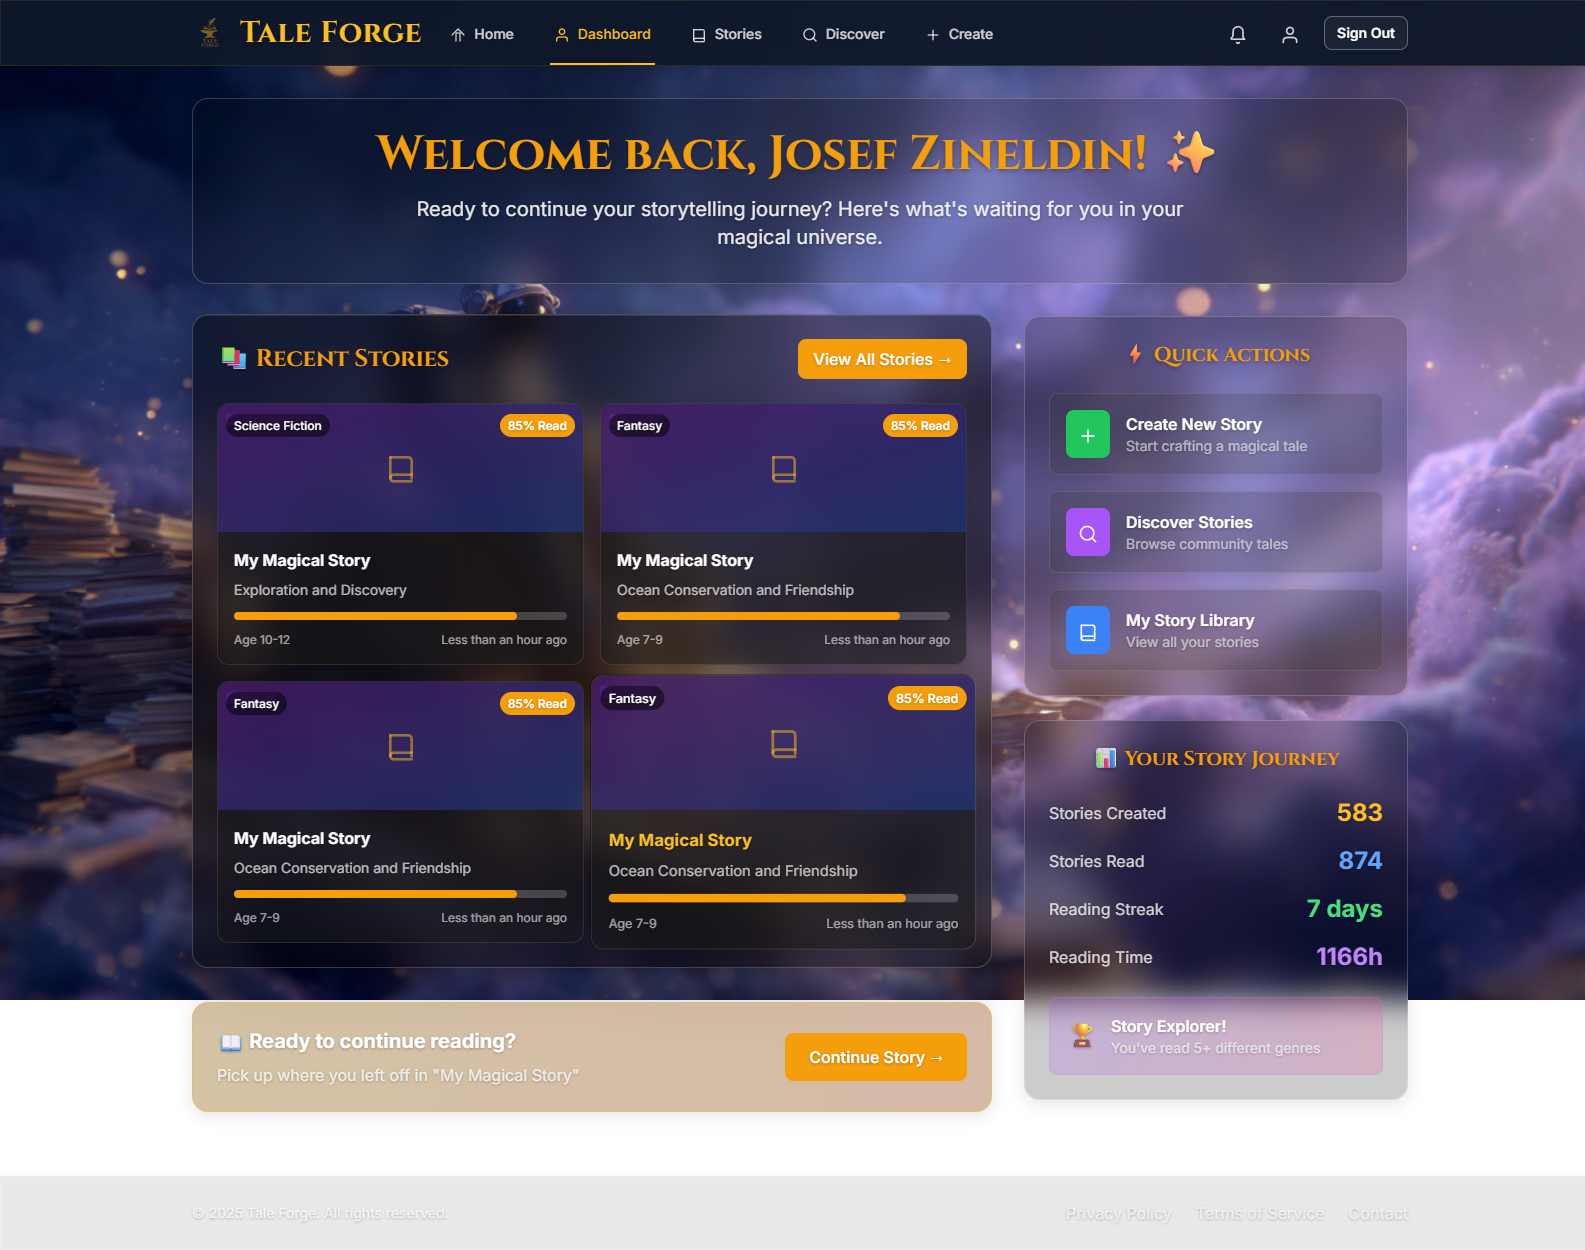 TALE FORGE
Tale Forge
Home
Dashboard
Stories
Discover
Create
Sign Out
Welcome back, Josef Zineldin! ✨
Ready to continue your storytelling journey? Here's what's waiting for you in your
magical universe.
📚 Recent Stories
View All Stories →
Science Fiction
85% Read
My Magical Story
Exploration and Discovery
Age 10-12
Less than an hour ago
Fantasy
85% Read
My Magical Story
Ocean Conservation and Friendship
Age 7-9
Less than an hour ago
Fantasy
85% Read
My Magical Story
Ocean Conservation and Friendship
Age 7-9
Less than an hour ago
Fantasy
85% Read
My Magical Story
Ocean Conservation and Friendship
Age 7-9
Less than an hour ago
📖 Ready to continue reading?
Pick up where you left off in "My Magical Story"
Continue Story →
⚡ Quick Actions
Create New Story
Start crafting a magical tale
Discover Stories
Browse community tales
My Story Library
View all your stories
📊 Your Story Journey
Stories Created
583
Stories Read
874
Reading Streak
7 days
Reading Time
1166h
🏆 Story Explorer!
You've read 5+ different genres
© 2025 Tale Forge. All rights reserved.
Privacy Policy
Terms of Service
Contact